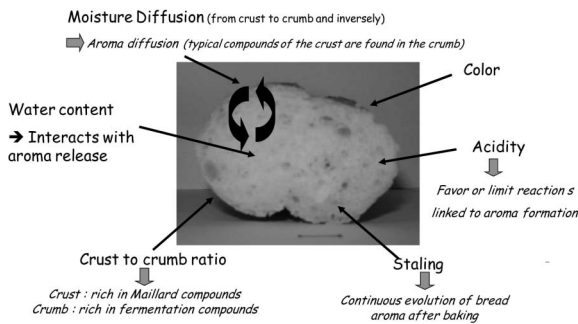 Moisture Diffusion (from crust to crumb and inversely)
Aroma diffusion (typical compounds of the crust are found in the crumb)
Color
Water content
➔ Interacts with
aroma release
Acidity
Favor or limit reaction s
linked to aroma formation
Crust to crumb ratio
Crust : rich in Maillard compounds
Crumb : rich in fermentation compounds
Staling
Continuous evolution of bread
aroma after baking